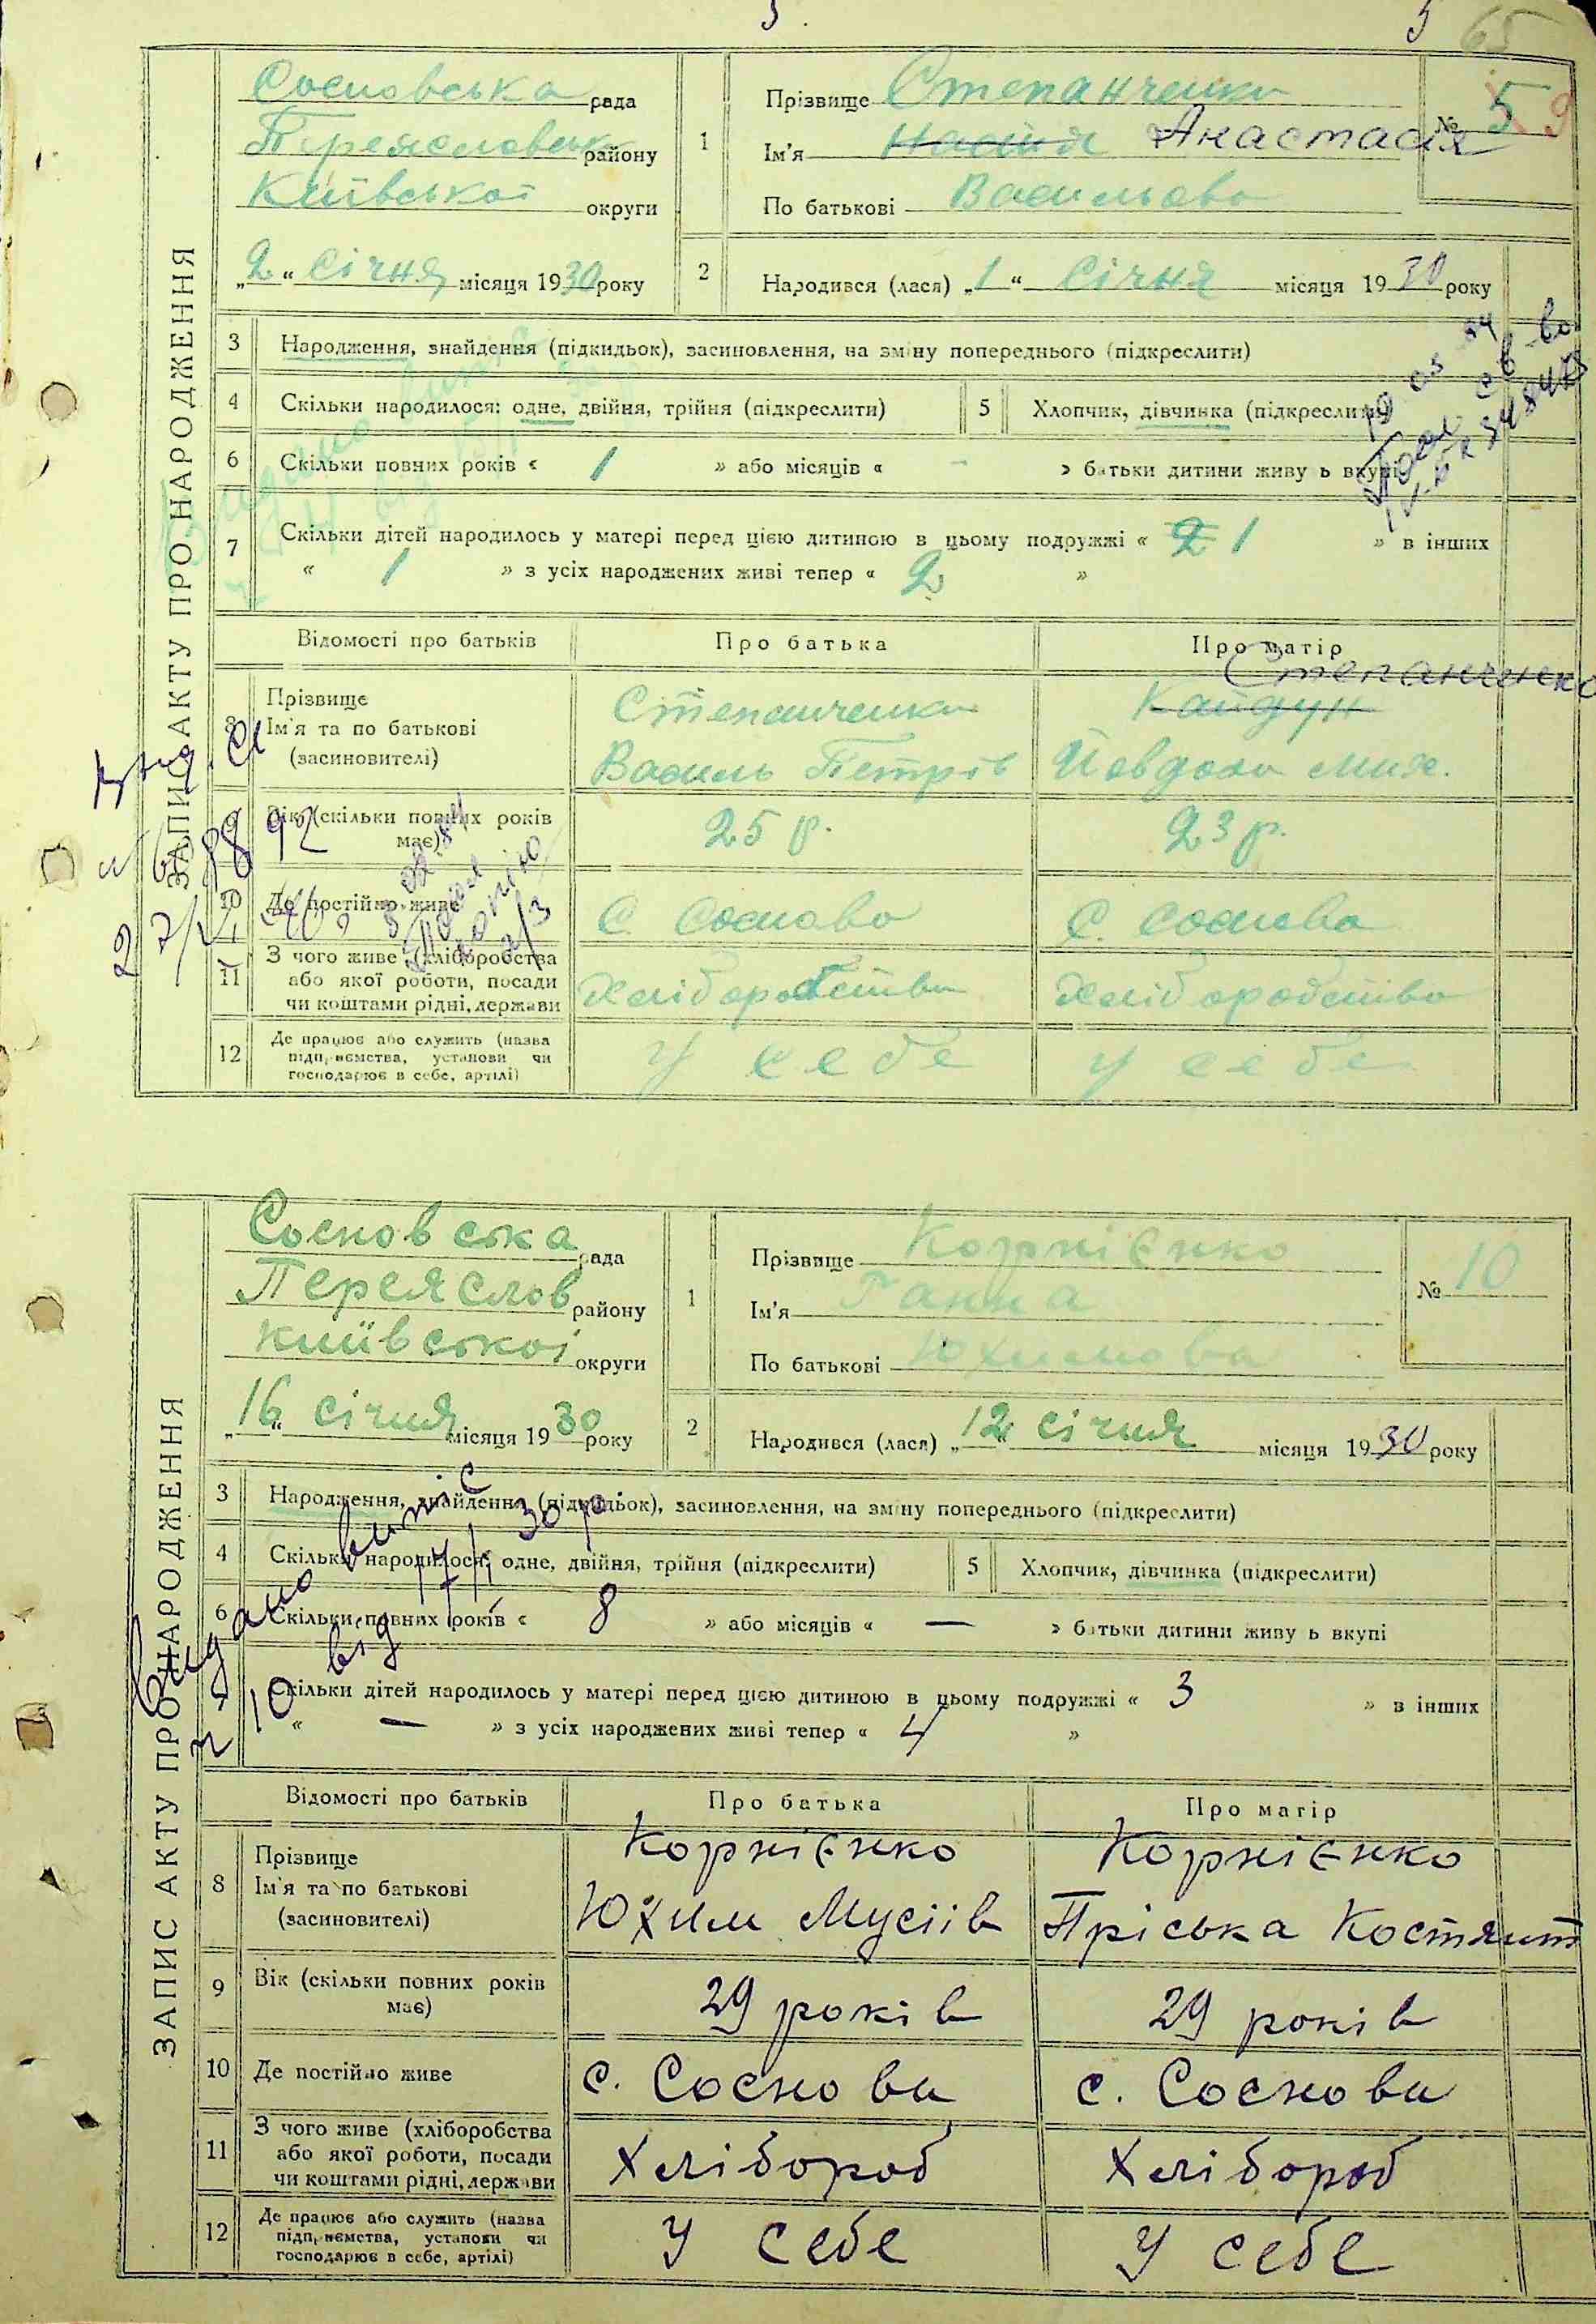 5
65
ЗАПИС АКТУ ПРО НАРОДЖЕННЯ
Сосновська рада
Переяславськ району
Київської округи
„2“ Січня місяця 1930 року
1
Прізвище Степанченко
Ім'я Настя Анастасія
По батькові Васильова
№ 5 9
2
Народився (лася) „1“ Січня місяця 1930 року
3 Народження, знайдення (підкидьок), засиновлення, на зміну попереднього (підкреслити)
4 Скільки народилося: одне, двійня, трійня (підкреслити)
5 Хлопчик, дівчинка (підкреслити)
6 Скільки повних років « 1 » або місяців « - » батьки дитини живуть вкупі
7 Скільки дітей народилось у матері перед цією дитиною в цьому подружжі « 2 1 » в інших
« 1 » з усіх народжених живі тепер « 2 »
Відомості про батьків Про батька Про матір
8 Прізвище
Ім'я та по батькові
(засиновителі)
Степанченко
Василь Петрів
Степанченко
Кайдун
Йовдоха Мих.
9 Вік (скільки повних років має) 25 р. 23 р.
10 Де постійно живе С. Соснова С. Соснова
11 З чого живе (хліборобства
або якої роботи, посади
чи коштами рідні, держави
Хліборобство Хліборобство
12 Де працює або служить (назва
підприємства, установи чи
господарює в себе, артілі)
У себе У себе
ЗАПИС АКТУ ПРО НАРОДЖЕННЯ
Сосновська рада
Переяслов району
Київської округи
„16“ січня місяця 1930 року
1
Прізвище Корнієнко
Ім'я Ганна
По батькові Юхимова
№ 10
2
Народився (лася) „12“ січня місяця 1930 року
3 Народження, знайдення (підкидьок), засиновлення, на зміну попереднього (підкреслити)
4 Скільки народилося: одне, двійня, трійня (підкреслити)
5 Хлопчик, дівчинка (підкреслити)
6 Скільки повних років « 8 » або місяців « — » батьки дитини живуть вкупі
Скільки дітей народилось у матері перед цією дитиною в цьому подружжі « 3 » в інших
« — » з усіх народжених живі тепер « 4 »
Видано витяг
10 від 17/I 30 р.
Відомості про батьків Про батька Про матір
8 Прізвище
Ім'я та по батькові
(засиновителі)
Корнієнко
Юхим Мусіїв
Корнієнко
Пріська Костянт
9 Вік (скільки повних років має) 29 років 29 років
10 Де постійно живе с. Соснова с. Соснова
11 З чого живе (хліборобства
або якої роботи, посади
чи коштами рідні, держави
Хлібороб Хлібороб
12 Де працює або служить (назва
підприємства, установи чи
господарює в себе, артілі)
У себе У себе